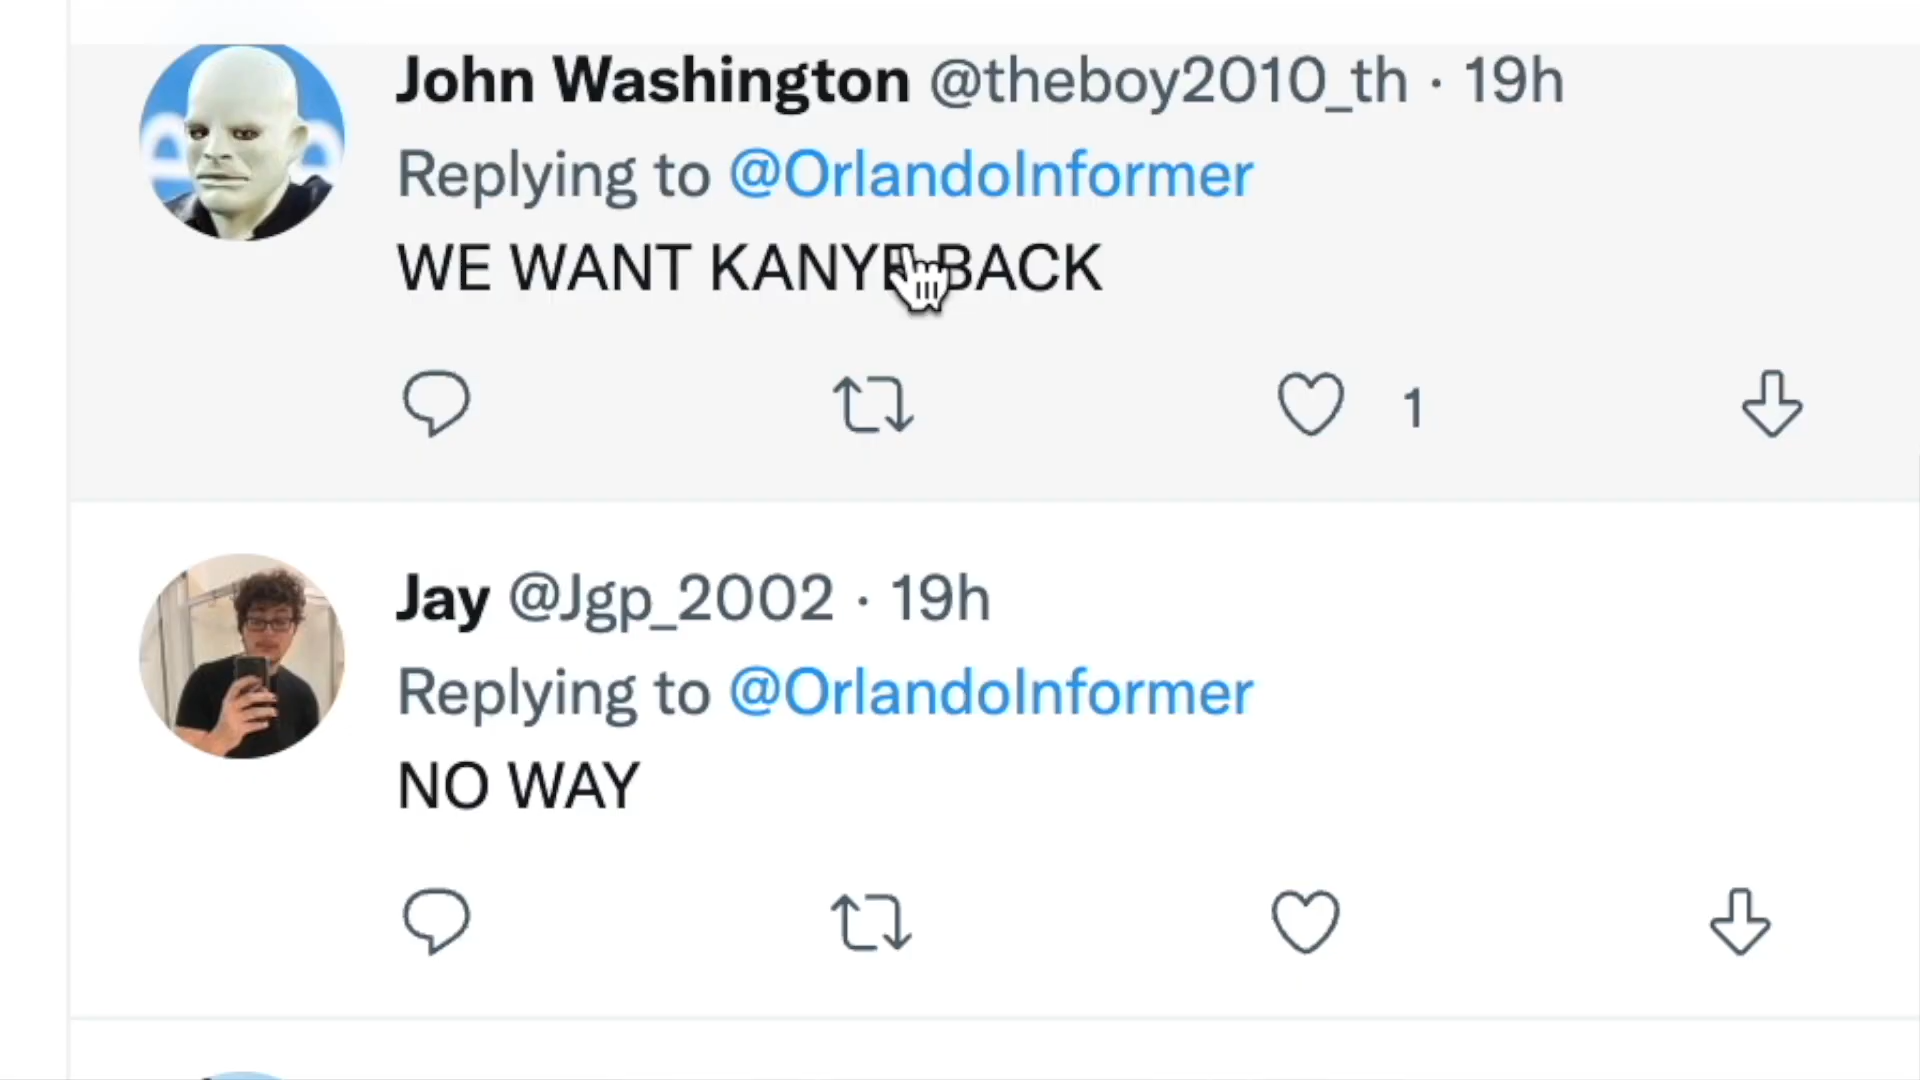 John Washington @theboy2010_th · 19h
Replying to @OrlandoInformer
WE WANT KANYE BACK
1
Jay @Jgp_2002 · 19h
Replying to @OrlandoInformer
NO WAY